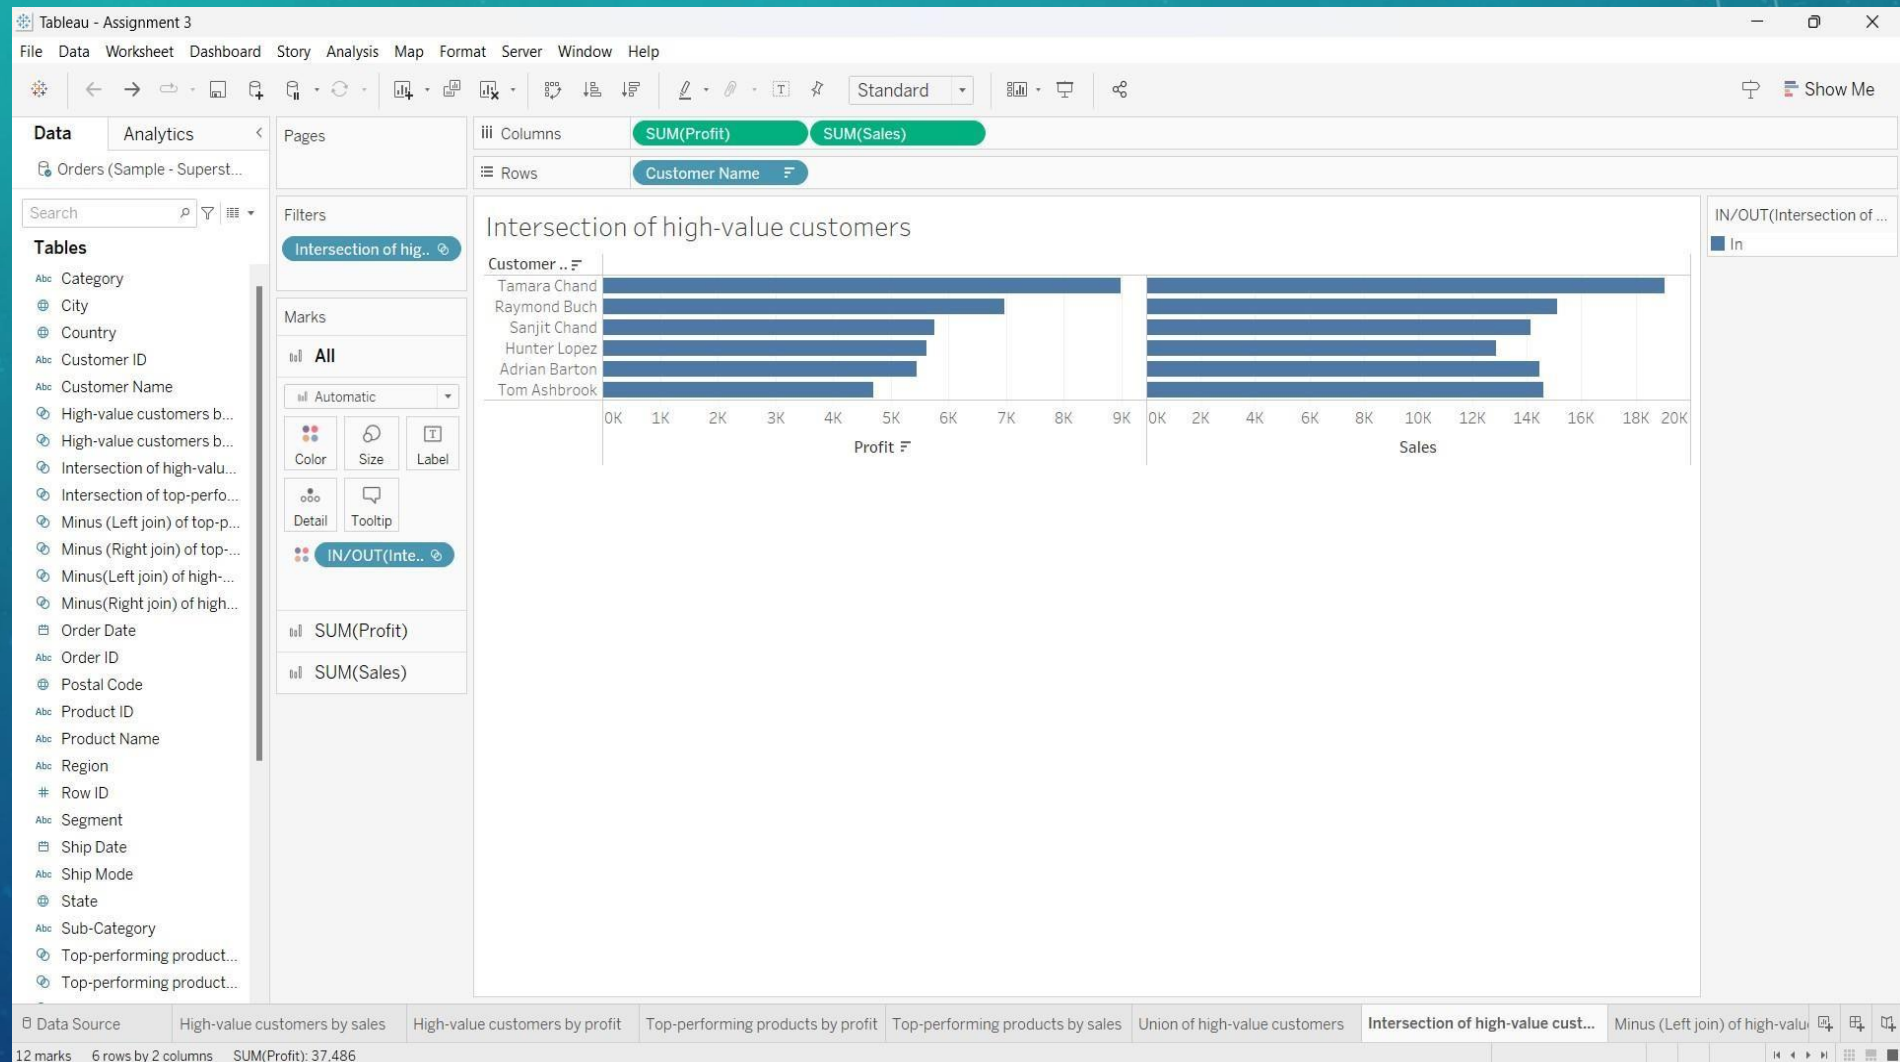 Tableau - Assignment 3
File Data Worksheet Dashboard Story Analysis Map Format Server Window Help
Standard
Show Me
Data Analytics
Orders (Sample - Superst...
Search
Tables
Abc Category
City
Country
Abc Customer ID
Abc Customer Name
High-value customers b...
High-value customers b...
Intersection of high-valu...
Intersection of top-perfo...
Minus (Left join) of top-p...
Minus (Right join) of top-...
Minus(Left join) of high-...
Minus(Right join) of high...
Order Date
Abc Order ID
Postal Code
Abc Product ID
Abc Product Name
Abc Region
# Row ID
Abc Segment
Ship Date
Abc Ship Mode
State
Abc Sub-Category
Top-performing product...
Top-performing product...
Pages
Filters
Intersection of hig..
Marks
All
Automatic
Color Size T Label
Detail Tooltip
IN/OUT(Inte..
SUM(Profit)
SUM(Sales)
iii Columns SUM(Profit) SUM(Sales)
Rows Customer Name
Intersection of high-value customers
Customer ..
Tamara Chand
Raymond Buch
Sanjit Chand
Hunter Lopez
Adrian Barton
Tom Ashbrook
0K 1K 2K 3K 4K 5K 6K 7K 8K 9K 0K 2K 4K 6K 8K 10K 12K 14K 16K 18K 20K
Profit Sales
IN/OUT(Intersection of ...
In
Data Source High-value customers by sales High-value customers by profit Top-performing products by profit Top-performing products by sales Union of high-value customers Intersection of high-value cust... Minus (Left join) of high-valu
12 marks 6 rows by 2 columns SUM(Profit): 37,486